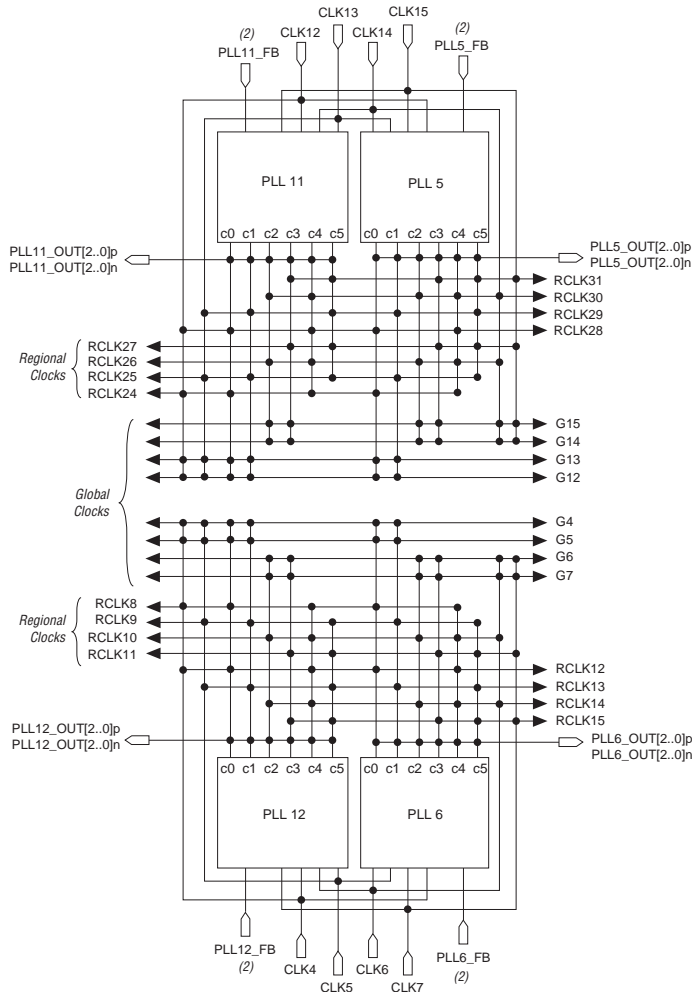 CLK13 CLK15
(2) CLK12 CLK14 (2)
PLL11_FB PLL5_FB
PLL 11 PLL 5
c0 c1 c2 c3 c4 c5 c0 c1 c2 c3 c4 c5
PLL11_OUT[2..0]p PLL5_OUT[2..0]p
PLL11_OUT[2..0]n PLL5_OUT[2..0]n
RCLK31
RCLK30
RCLK29
RCLK28
Regional Clocks
RCLK27
RCLK26
RCLK25
RCLK24
G15
G14
G13
G12
Global Clocks
G4
G5
G6
G7
Regional Clocks
RCLK8
RCLK9
RCLK10
RCLK11
RCLK12
RCLK13
RCLK14
RCLK15
PLL12_OUT[2..0]p PLL6_OUT[2..0]p
PLL12_OUT[2..0]n PLL6_OUT[2..0]n
c0 c1 c2 c3 c4 c5 c0 c1 c2 c3 c4 c5
PLL 12 PLL 6
PLL12_FB PLL6_FB
(2) CLK4 CLK6 (2)
CLK5 CLK7